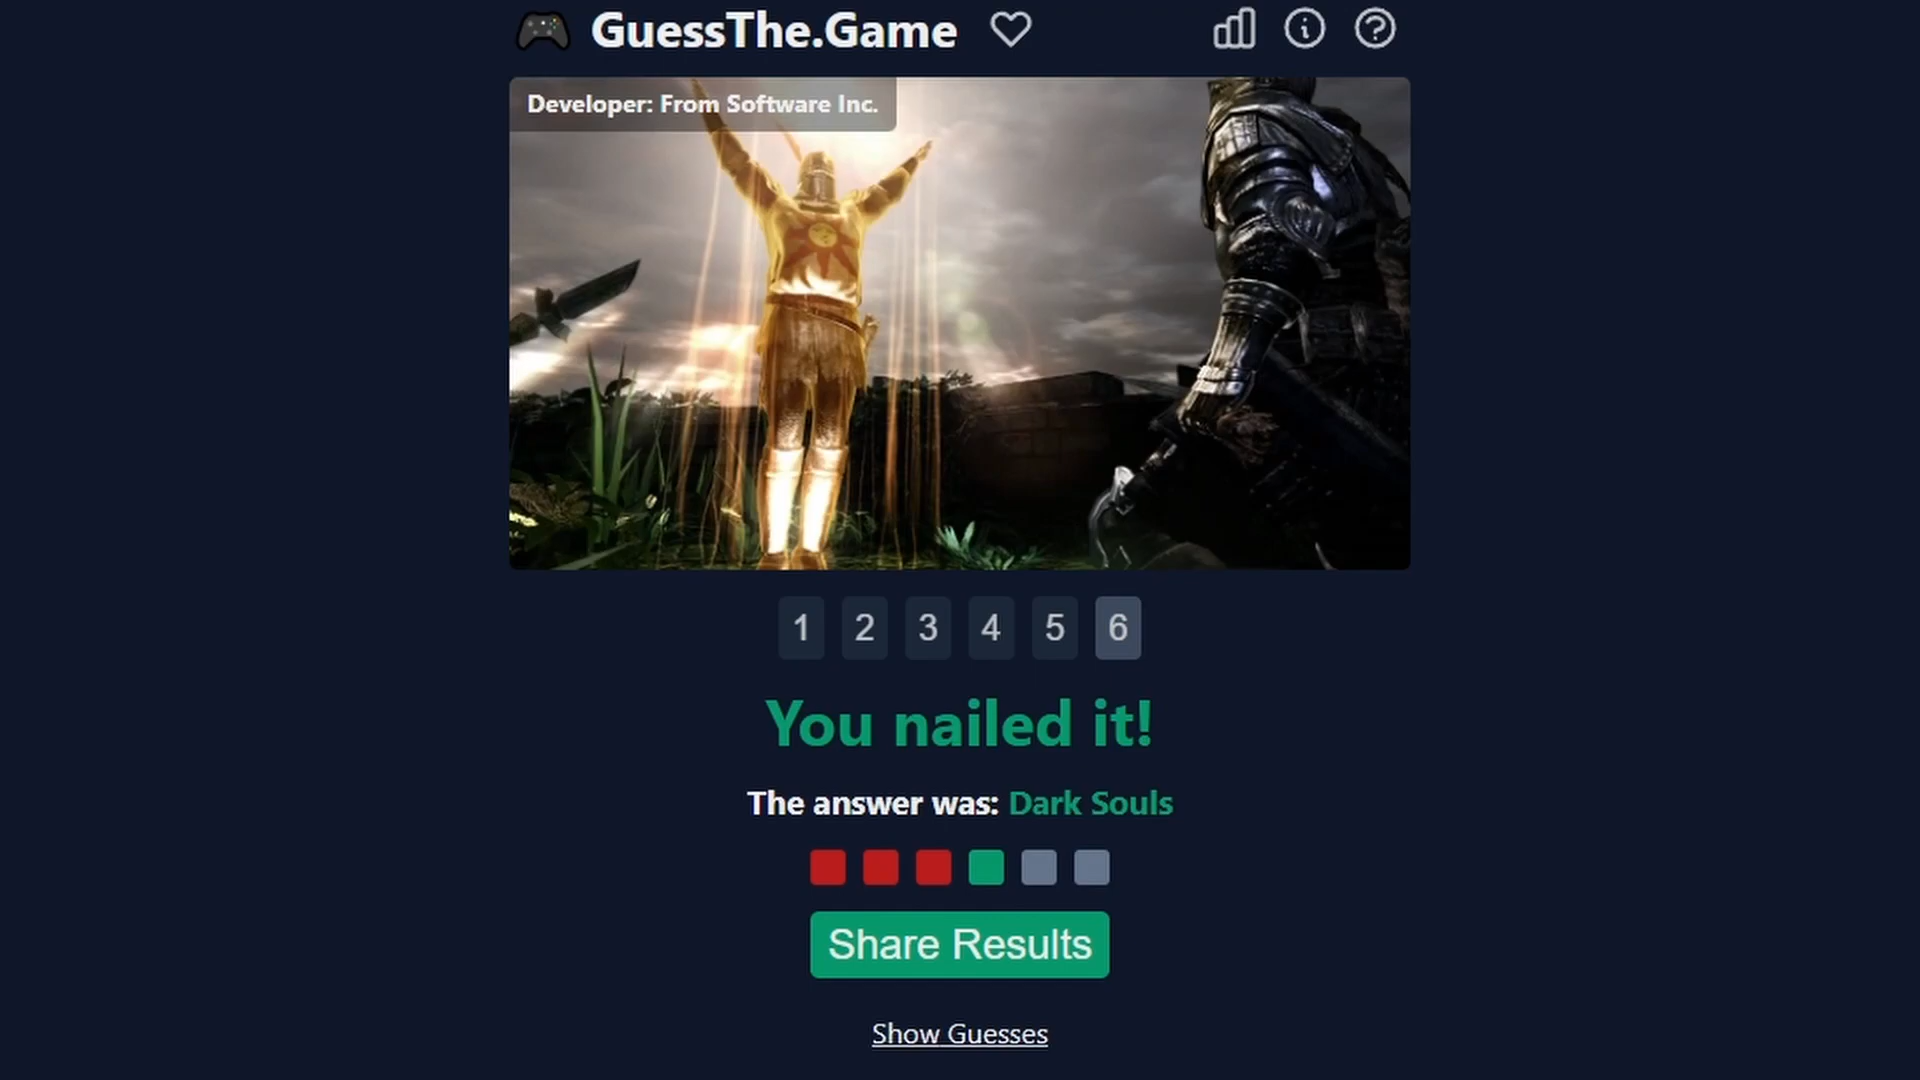 GuessThe.Game
Developer: From Software Inc.
1 2 3 4 5 6
You nailed it!
The answer was: Dark Souls
Share Results
Show Guesses